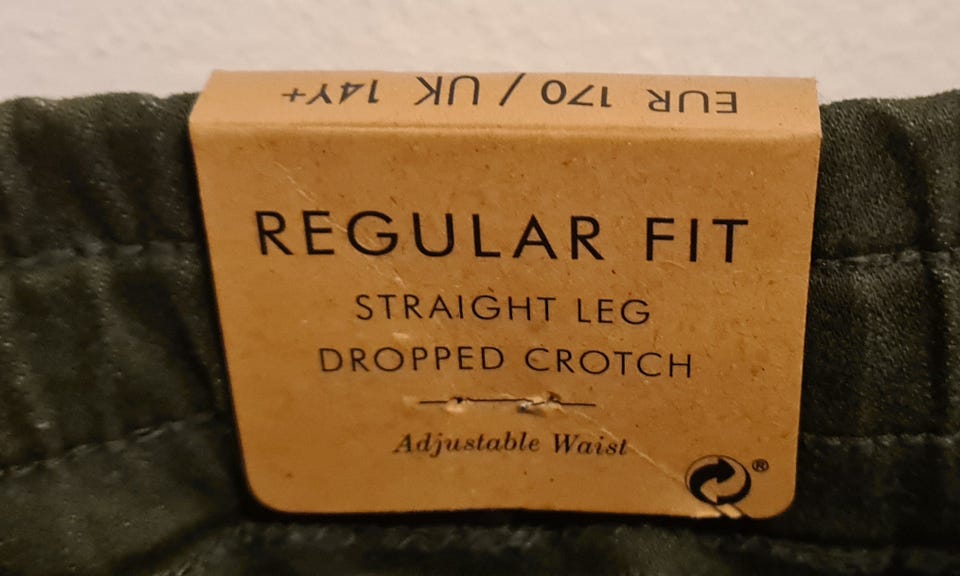 EUR 170 / UK 14Y+
REGULAR FIT
STRAIGHT LEG
DROPPED CROTCH
Adjustable Waist
®